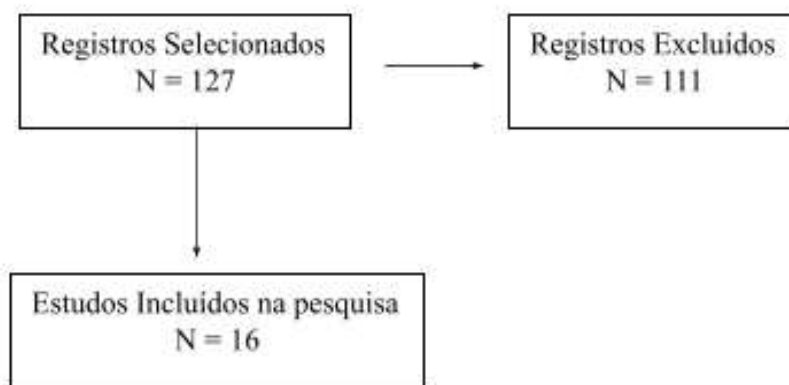 Registros Selecionados
N = 127
Registros Excluídos
N = 111
Estudos Incluídos na pesquisa
N = 16